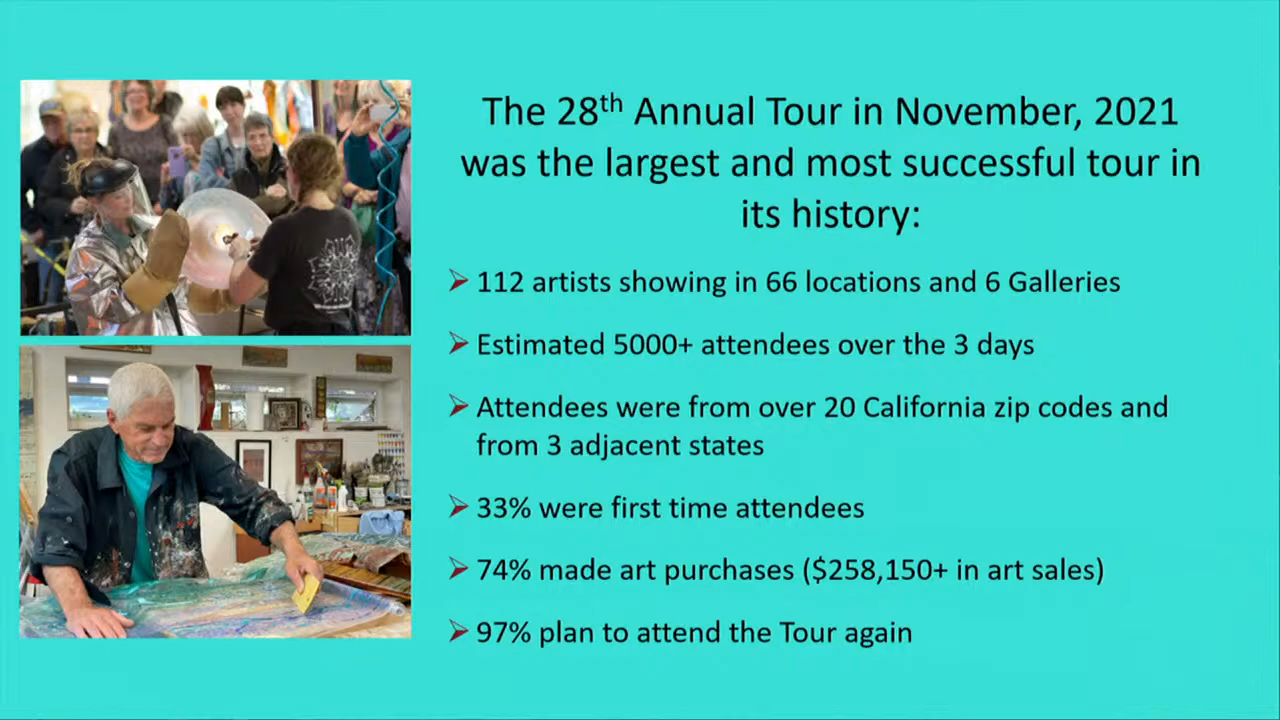 The 28th Annual Tour in November, 2021
was the largest and most successful tour in
its history:
➢ 112 artists showing in 66 locations and 6 Galleries
➢ Estimated 5000+ attendees over the 3 days
➢ Attendees were from over 20 California zip codes and
from 3 adjacent states
➢ 33% were first time attendees
➢ 74% made art purchases ($258,150+ in art sales)
➢ 97% plan to attend the Tour again